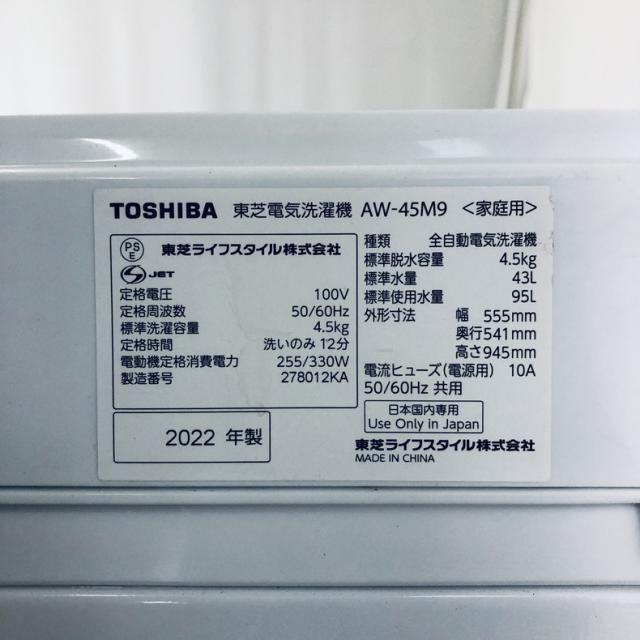 TOSHIBA 東芝電気洗濯機 AW-45M9 <家庭用>
PS
E
東芝ライフスタイル株式会社
S JET
定格電圧 100V
定格周波数 50/60Hz
標準洗濯容量 4.5kg
定格時間 洗いのみ 12分
電動機定格消費電力 255/330W
製造番号 278012KA
2022 年製
種類 全自動電気洗濯機
標準脱水容量 4.5kg
標準水量 43L
標準使用水量 95L
外形寸法 幅 555mm
奥行541mm
高さ945mm
電流ヒューズ(電源用) 10A
50/60Hz 共用
日本国内専用
Use Only in Japan
東芝ライフスタイル株式会社
MADE IN CHINA